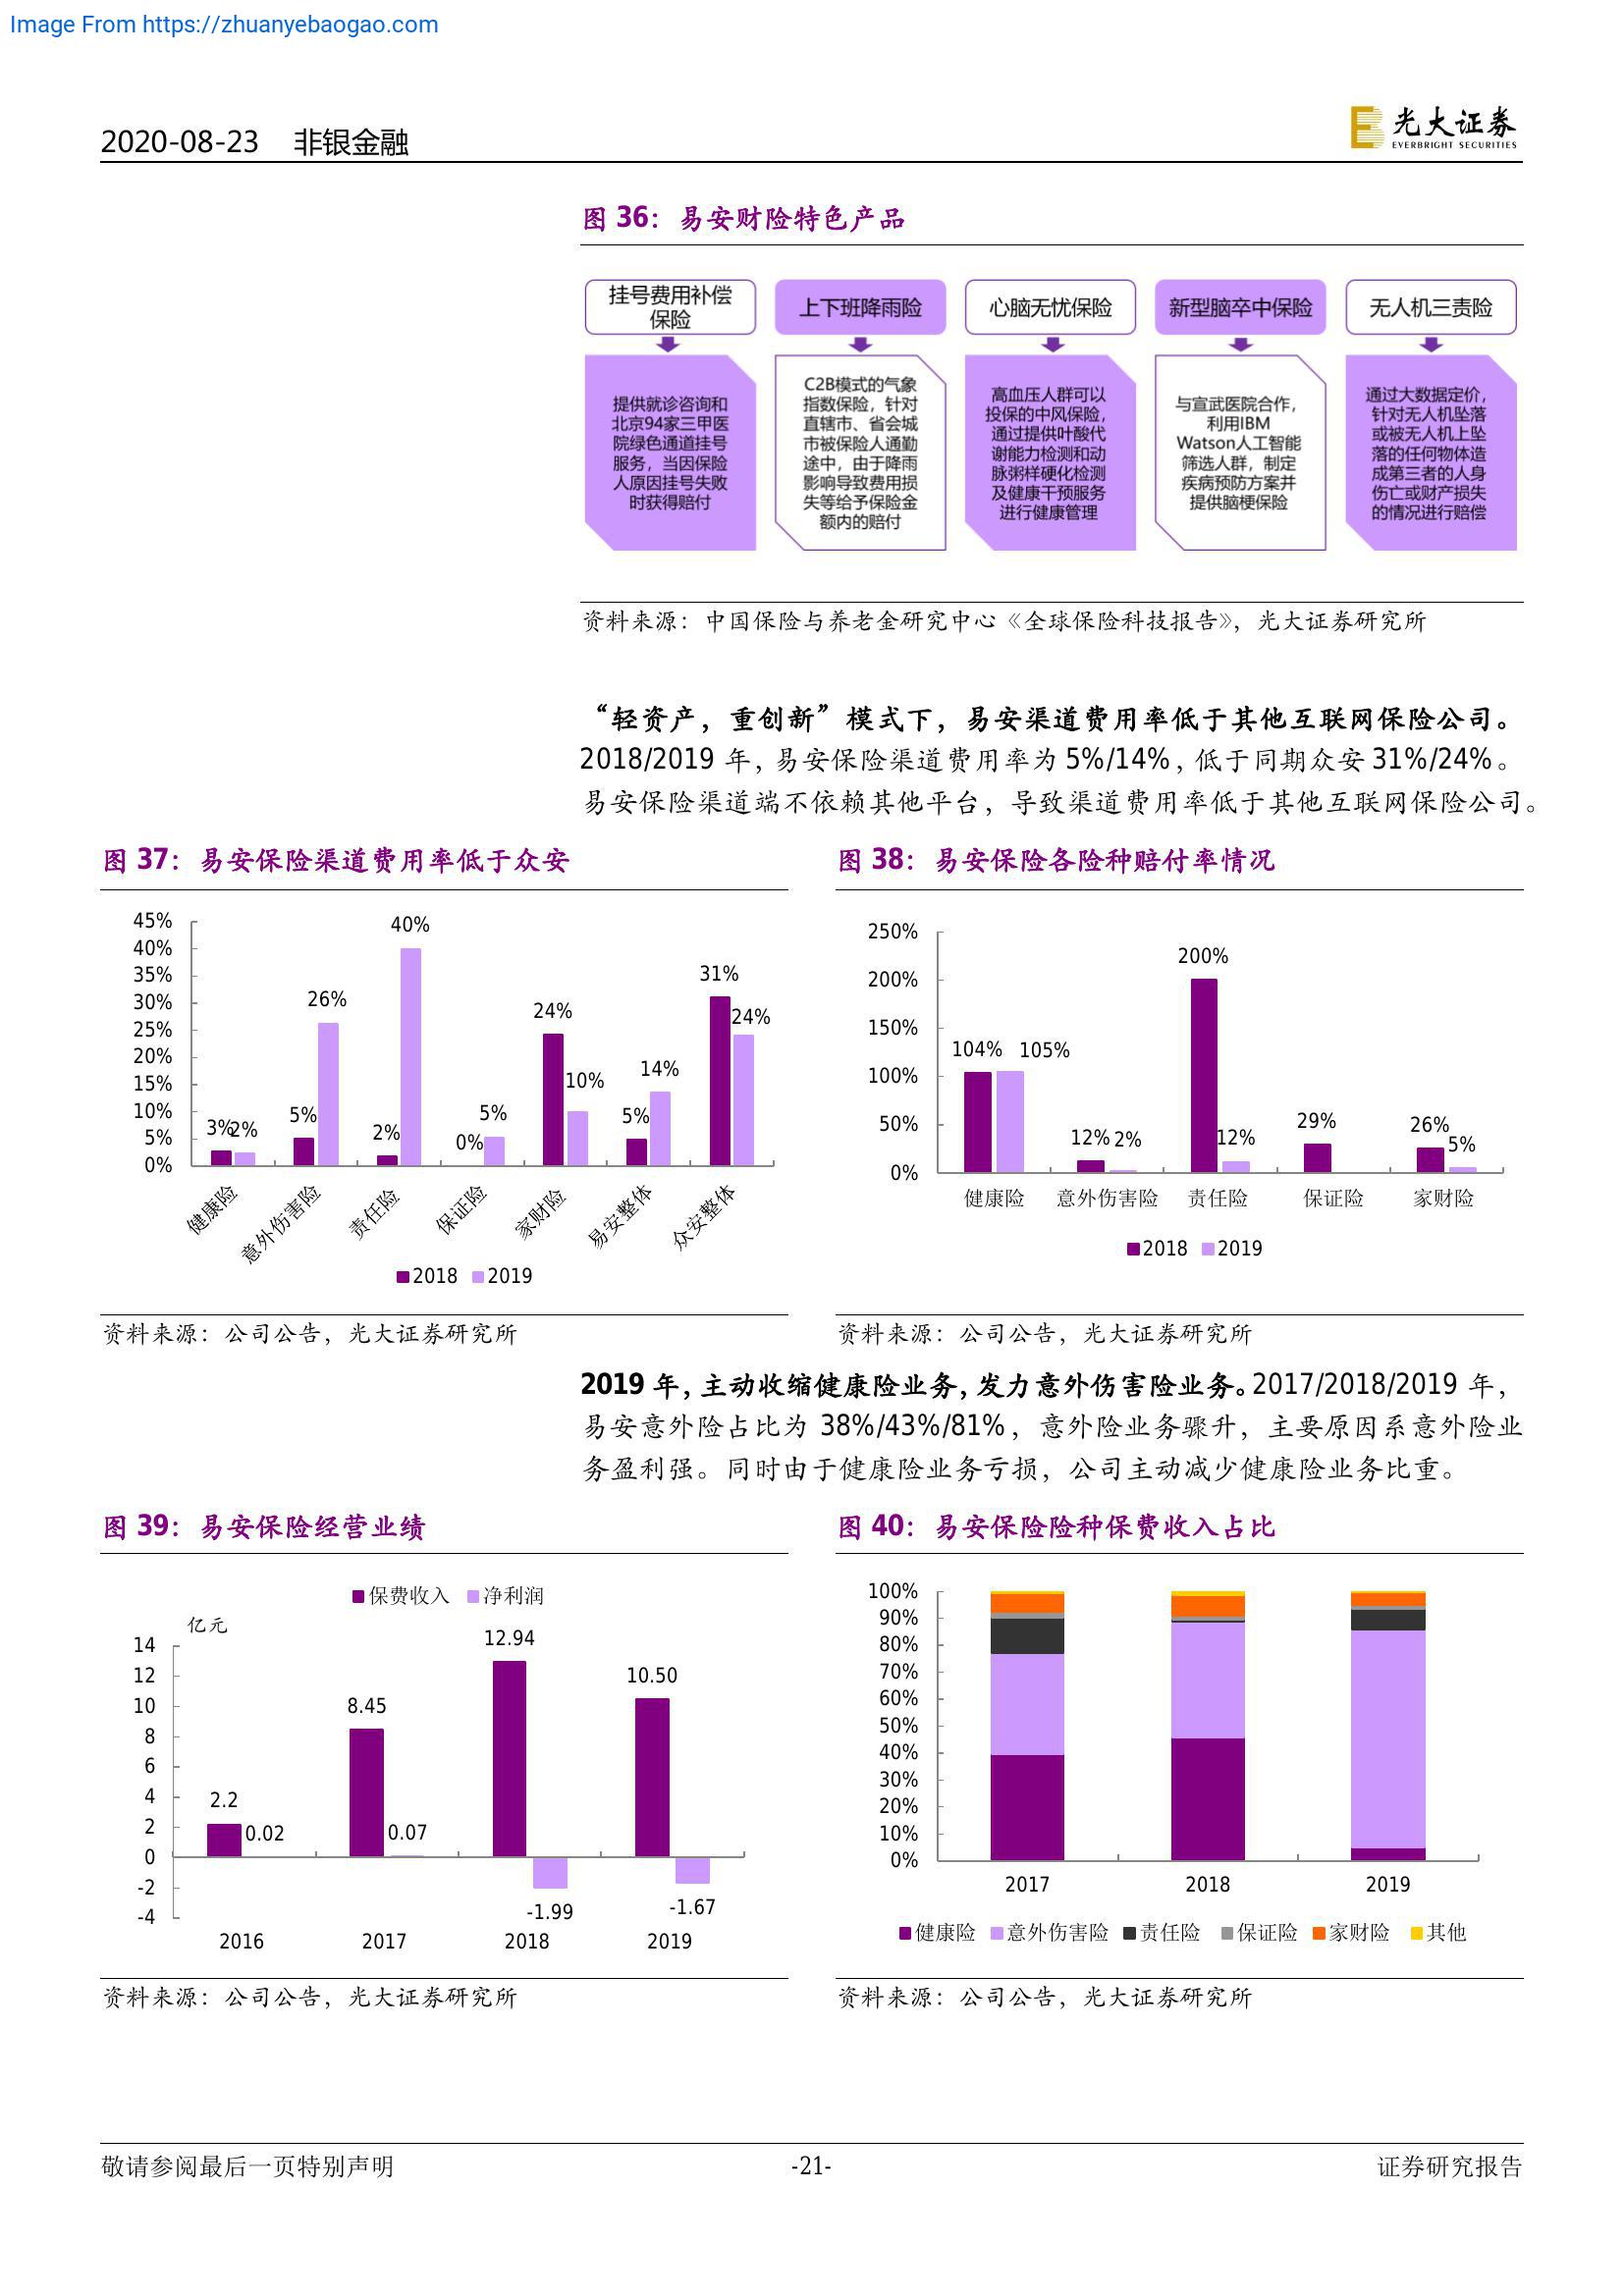 Image From https://zhuanyebaogao.com
2020-08-23 非银金融
光大证券
EVERBRIGHT SECURITIES
图 36：易安财险特色产品
挂号费用补偿
保险
上下班降雨险
心脑无忧保险
新型脑卒中保险
无人机三责险
提供就诊咨询和
北京94家三甲医
院绿色通道挂号
服务，当因保险
人原因挂号失败
时获得赔付
C2B模式的气象
指数保险，针对
直辖市、省会城
市被保险人通勤
途中，由于降雨
影响导致费用损
失等给予保险金
额内的赔付
高血压人群可以
投保的中风保险，
通过提供叶酸代
谢能力检测和动
脉粥样硬化检测
及健康干预服务
进行健康管理
与宣武医院合作，
利用IBM
Watson人工智能
筛选人群，制定
疾病预防方案并
提供脑梗保险
通过大数据定价，
针对无人机坠落
或被无人机上坠
落的任何物体造
成第三者的人身
伤亡或财产损失
的情况进行赔偿
资料来源：中国保险与养老金研究中心《全球保险科技报告》，光大证券研究所
“轻资产，重创新”模式下，易安渠道费用率低于其他互联网保险公司。
2018/2019 年，易安保险渠道费用率为 5%/14%，低于同期众安 31%/24%。
易安保险渠道端不依赖其他平台，导致渠道费用率低于其他互联网保险公司。
图 37：易安保险渠道费用率低于众安
45%
40%
35%
30%
25%
20%
15%
10%
5%
0%
3%
2%
5%
26%
2%
40%
0%
5%
24%
10%
5%
14%
31%
24%
健康险
意外伤害险
责任险
保证险
家财险
易安整体
众安整体
2018 2019
资料来源：公司公告，光大证券研究所
图 38：易安保险各险种赔付率情况
250%
200%
150%
100%
50%
0%
104%
105%
12%
2%
200%
12%
29%
26%
5%
健康险
意外伤害险
责任险
保证险
家财险
2018 2019
资料来源：公司公告，光大证券研究所
2019 年，主动收缩健康险业务，发力意外伤害险业务。2017/2018/2019 年，
易安意外险占比为 38%/43%/81%，意外险业务骤升，主要原因系意外险业
务盈利强。同时由于健康险业务亏损，公司主动减少健康险业务比重。
图 39：易安保险经营业绩
保费收入 净利润
亿元
14
12
10
8
6
4
2
0
-2
-4
2.2
0.02
8.45
0.07
12.94
-1.99
10.50
-1.67
2016
2017
2018
2019
资料来源：公司公告，光大证券研究所
图 40：易安保险险种保费收入占比
100%
90%
80%
70%
60%
50%
40%
30%
20%
10%
0%
2017
2018
2019
健康险 意外伤害险 责任险 保证险 家财险 其他
资料来源：公司公告，光大证券研究所
敬请参阅最后一页特别声明
-21-
证券研究报告